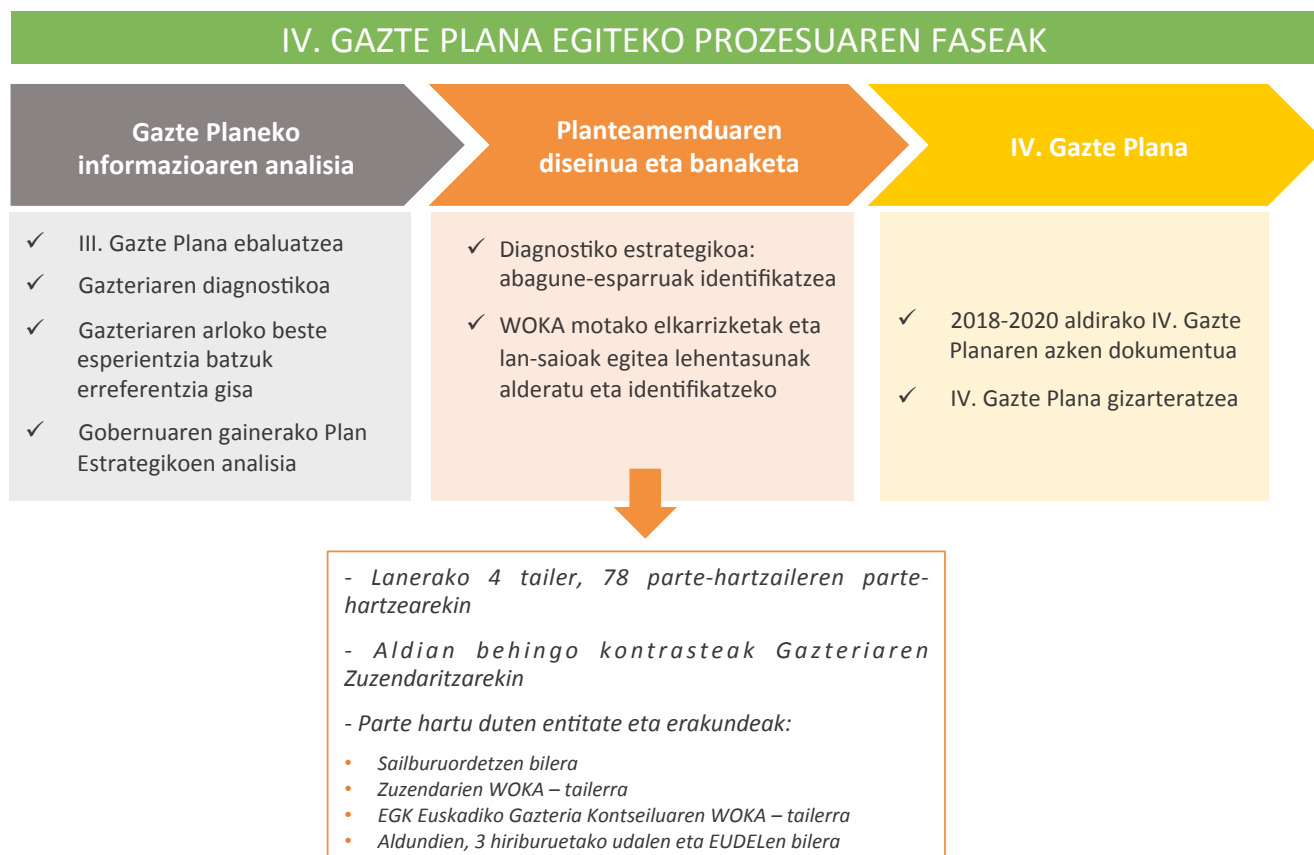 IV. GAZTE PLANA EGITEKO PROZESUAREN FASEAK
Gazte Planeko
informazioaren analisia
✓ III. Gazte Plana ebaluatzea
✓ Gazteriaren diagnostikoa
✓ Gazteriaren arloko beste
esperientzia batzuk
erreferentzia gisa
✓ Gobernuaren gainerako Plan
Estrategikoen analisia
Planteamenduaren
diseinua eta banaketa
✓ Diagnostiko estrategikoa:
abagune-esparruak identifikatzea
✓ WOKA motako elkarrizketak eta
lan-saioak egitea lehentasunak
alderatu eta identifikatzeko
IV. Gazte Plana
✓ 2018-2020 aldirako IV. Gazte
Planaren azken dokumentua
✓ IV. Gazte Plana gizarteratzea
- Lanerako 4 tailer, 78 parte-hartzaileren parte-
hartzearekin
- Aldian behingo kontrasteak Gazteriaren
Zuzendaritzarekin
- Parte hartu duten entitate eta erakundeak:
• Sailburuordetzen bilera
• Zuzendarien WOKA – tailerra
• EGK Euskadiko Gazteria Kontseiluaren WOKA – tailerra
• Aldundien, 3 hiriburuetako udalen eta EUDELen bilera